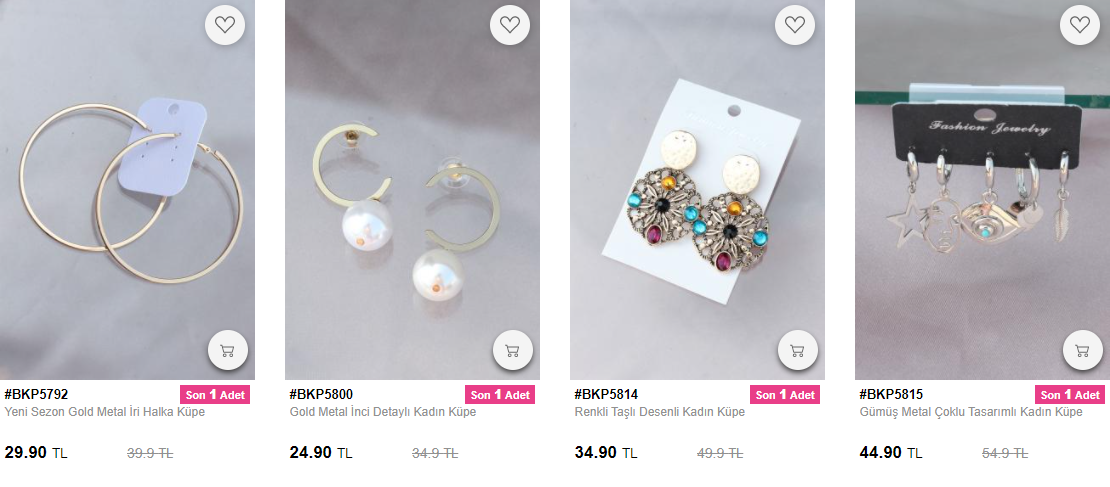 Fashion Jewelry
#BKP5792 Son 1 Adet
Yeni Sezon Gold Metal İri Halka Küpe
29.90 TL 39.9 TL
#BKP5800 Son 1 Adet
Gold Metal İnci Detaylı Kadın Küpe
24.90 TL 34.9 TL
#BKP5814 Son 1 Adet
Renkli Taşlı Desenli Kadın Küpe
34.90 TL 49.9 TL
#BKP5815 Son 1 Adet
Gümüş Metal Çoklu Tasarımlı Kadın Küpe
44.90 TL 54.9 TL